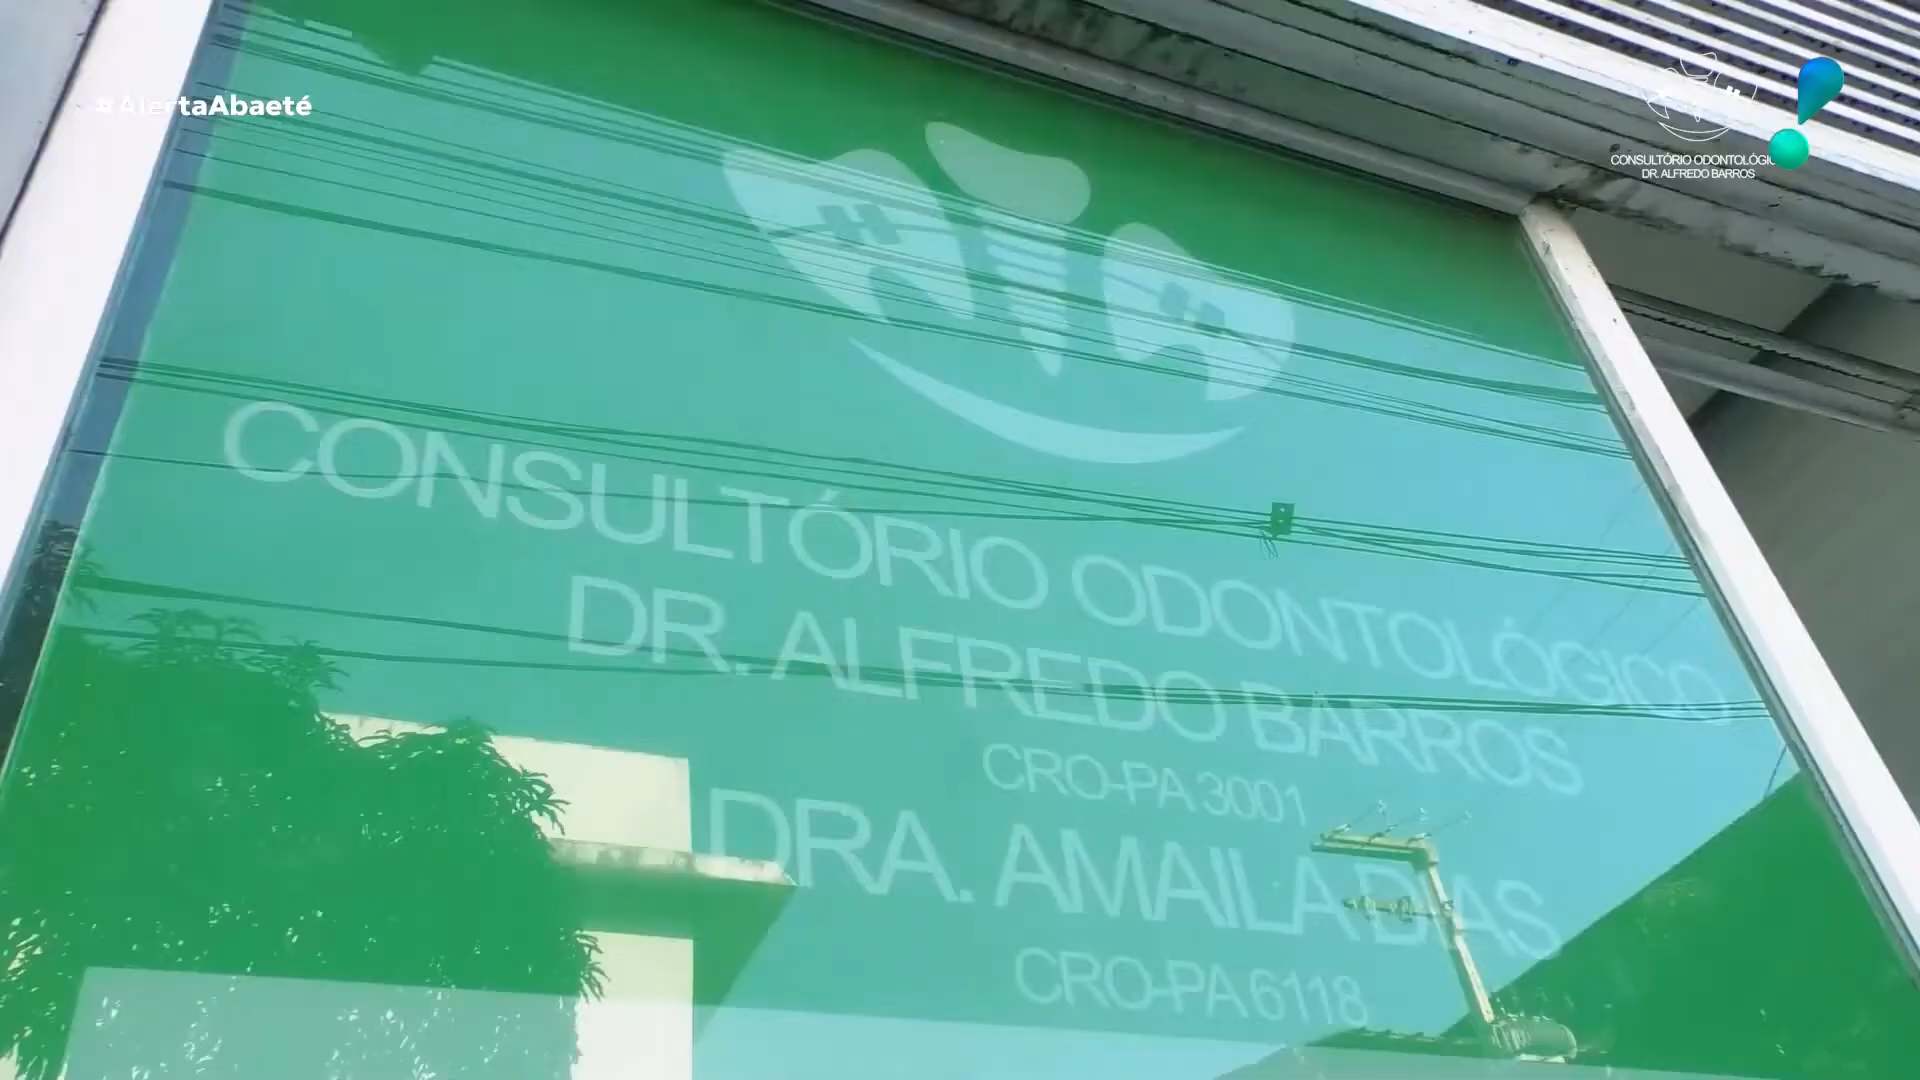 #AlertaAbaeté
CONSULTÓRIO ODONTOLÓGIC
DR. ALFREDO BARROS
CONSULTÓRIO ODONTOLÓGICO
DR. ALFREDO BARROS
CRO-PA 3001
DRA. AMAILA DIAS
CRO-PA 6118